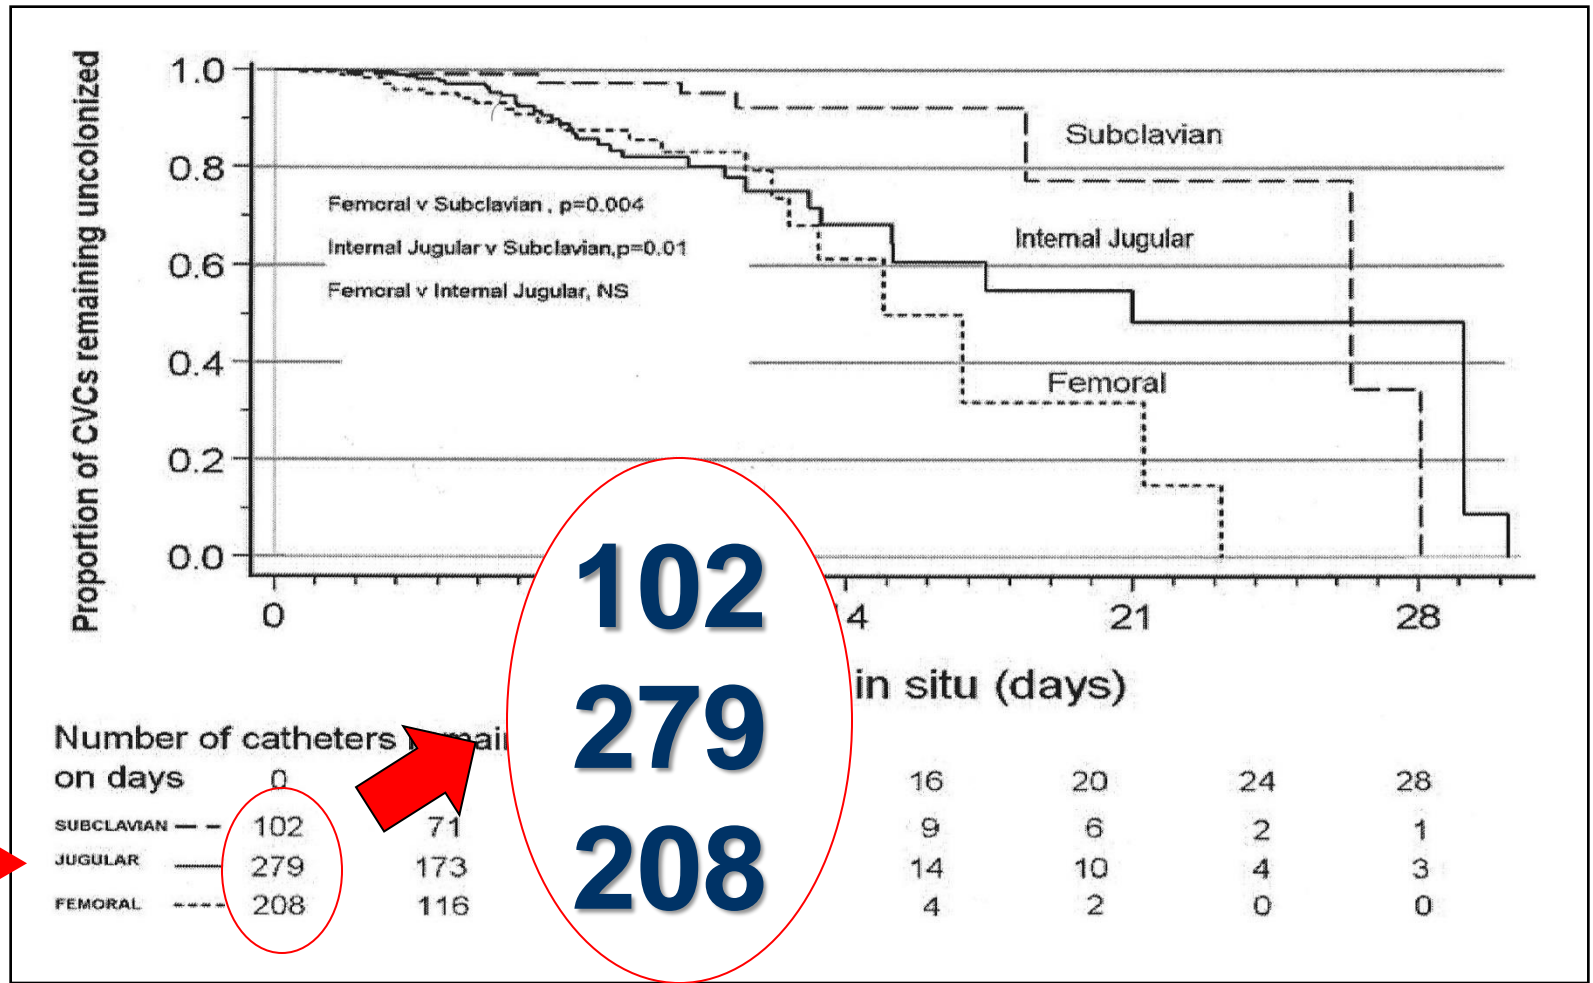 Proportion of CVCs remaining uncolonized
1.0
0.8
0.6
0.4
0.2
0.0
Subclavian
Internal Jugular
Femoral
Femoral v Subclavian , p=0.004
Internal Jugular v Subclavian,p=0.01
Femoral v Internal Jugular, NS
0 4 21 28
in situ (days)
102
279
208
Number of catheters
on days 0 16 20 24 28
SUBCLAVIAN 102 71 9 6 2 1
JUGULAR 279 173 14 10 4 3
FEMORAL 208 116 4 2 0 0